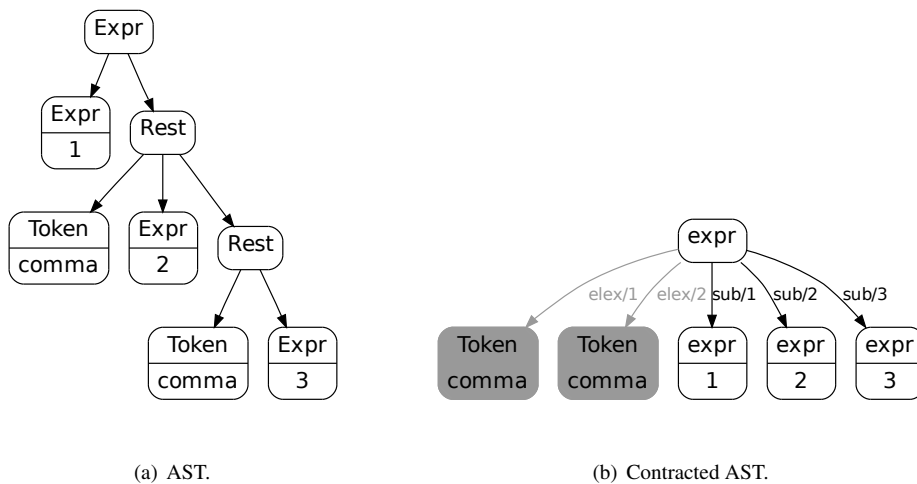 Expr
Expr
1
Rest
Token
comma
Expr
2
Rest
Token
comma
Expr
3
(a) AST.
expr
elex/1 elex/2 sub/1 sub/2 sub/3
Token
comma
Token
comma
expr
1
expr
2
expr
3
(b) Contracted AST.